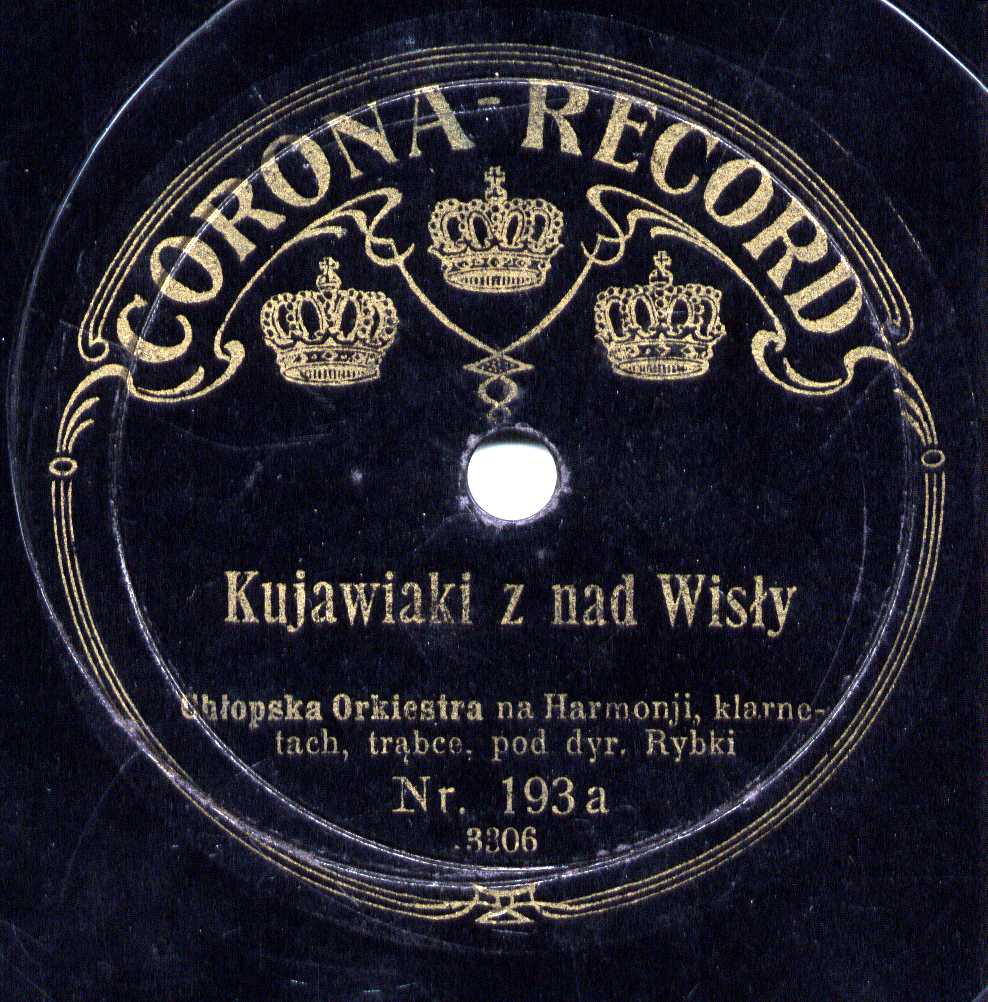 CORONA-RECORD
Kujawiaki z nad Wisły
Chłopska Orkiestra na Harmonji, klarne-
tach, trąbce, pod dyr. Rybki
Nr. 193a
3306